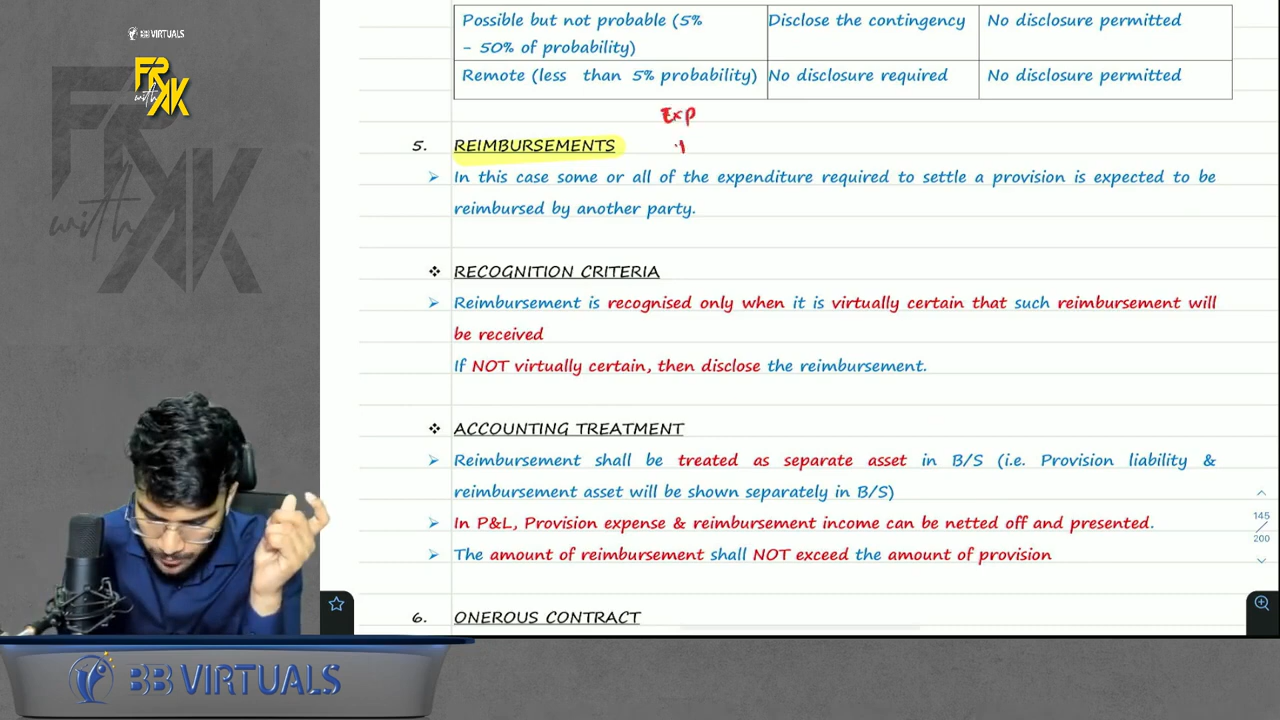 BB VIRTUALS
FR
with
AK
FR
with
AK
Possible but not probable (5% Disclose the contingency No disclosure permitted
- 50% of probability)
Remote (less than 5% probability) No disclosure required No disclosure permitted
Exp
5. REIMBURSEMENTS
➢ In this case some or all of the expenditure required to settle a provision is expected to be
reimbursed by another party.
❖ RECOGNITION CRITERIA
➢ Reimbursement is recognised only when it is virtually certain that such reimbursement will
be received
If NOT virtually certain, then disclose the reimbursement.
❖ ACCOUNTING TREATMENT
➢ Reimbursement shall be treated as separate asset in B/S (i.e. Provision liability &
reimbursement asset will be shown separately in B/S)
➢ In P&L, Provision expense & reimbursement income can be netted off and presented.
➢ The amount of reimbursement shall NOT exceed the amount of provision
6. ONEROUS CONTRACT
145
200
BB VIRTUALS